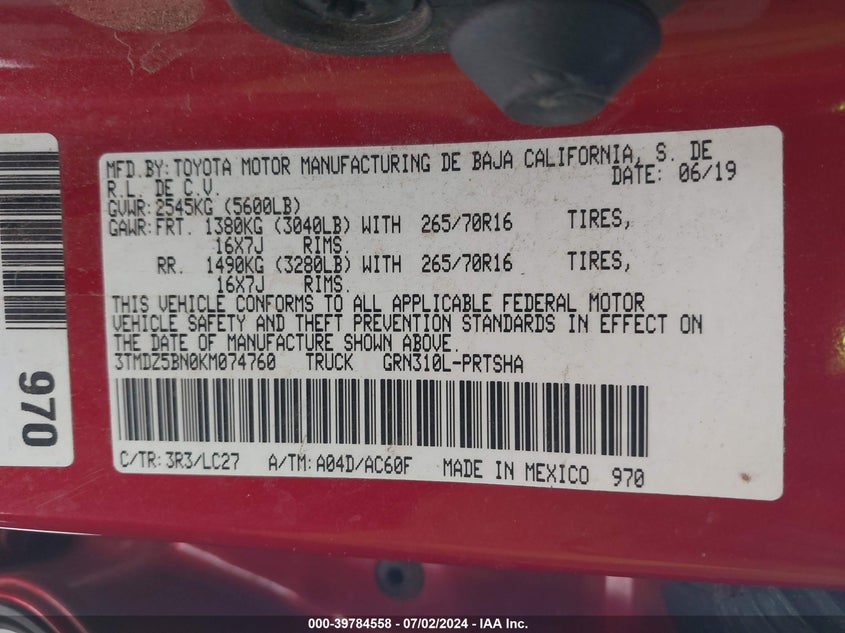 MFD.BY:TOYOTA MOTOR MANUFACTURING DE BAJA CALIFORNIA, S. DE
R.L. DE C.V. DATE: 06/19
GVWR:2545KG (5600LB)
GAWR:FRT. 1380KG (3040LB) WITH 265/70R16 TIRES,
16X7J RIMS.
RR. 1490KG (3280LB) WITH 265/70R16 TIRES,
16X7J RIMS.
THIS VEHICLE CONFORMS TO ALL APPLICABLE FEDERAL MOTOR
VEHICLE SAFETY AND THEFT PREVENTION STANDARDS IN EFFECT ON
THE DATE OF MANUFACTURE SHOWN ABOVE.
3TMDZ5BN0KM074760 TRUCK GRN310L-PRTSHA
C/TR:3R3/LC27 A/TM:A04D/AC60F MADE IN MEXICO 970
970
000-39784558 - 07/02/2024 - PRTSA Inc.